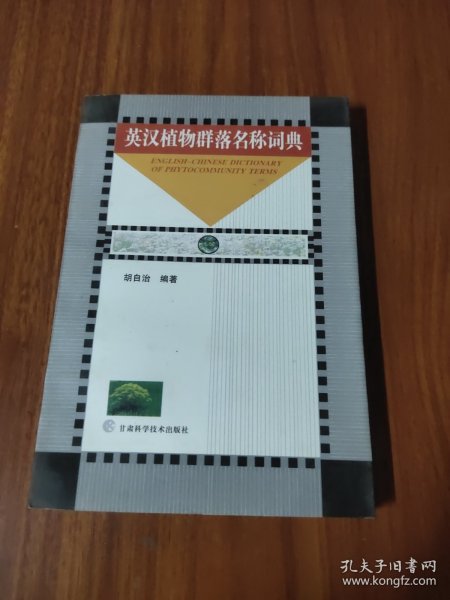 英汉植物群落名称词典
ENGLISH-CHINESE DICTIONARY
OF PHYTOCOMMUNITY TERMS
胡自治 编著
甘肃科学技术出版社
孔夫子旧书网
www.kongfz.com